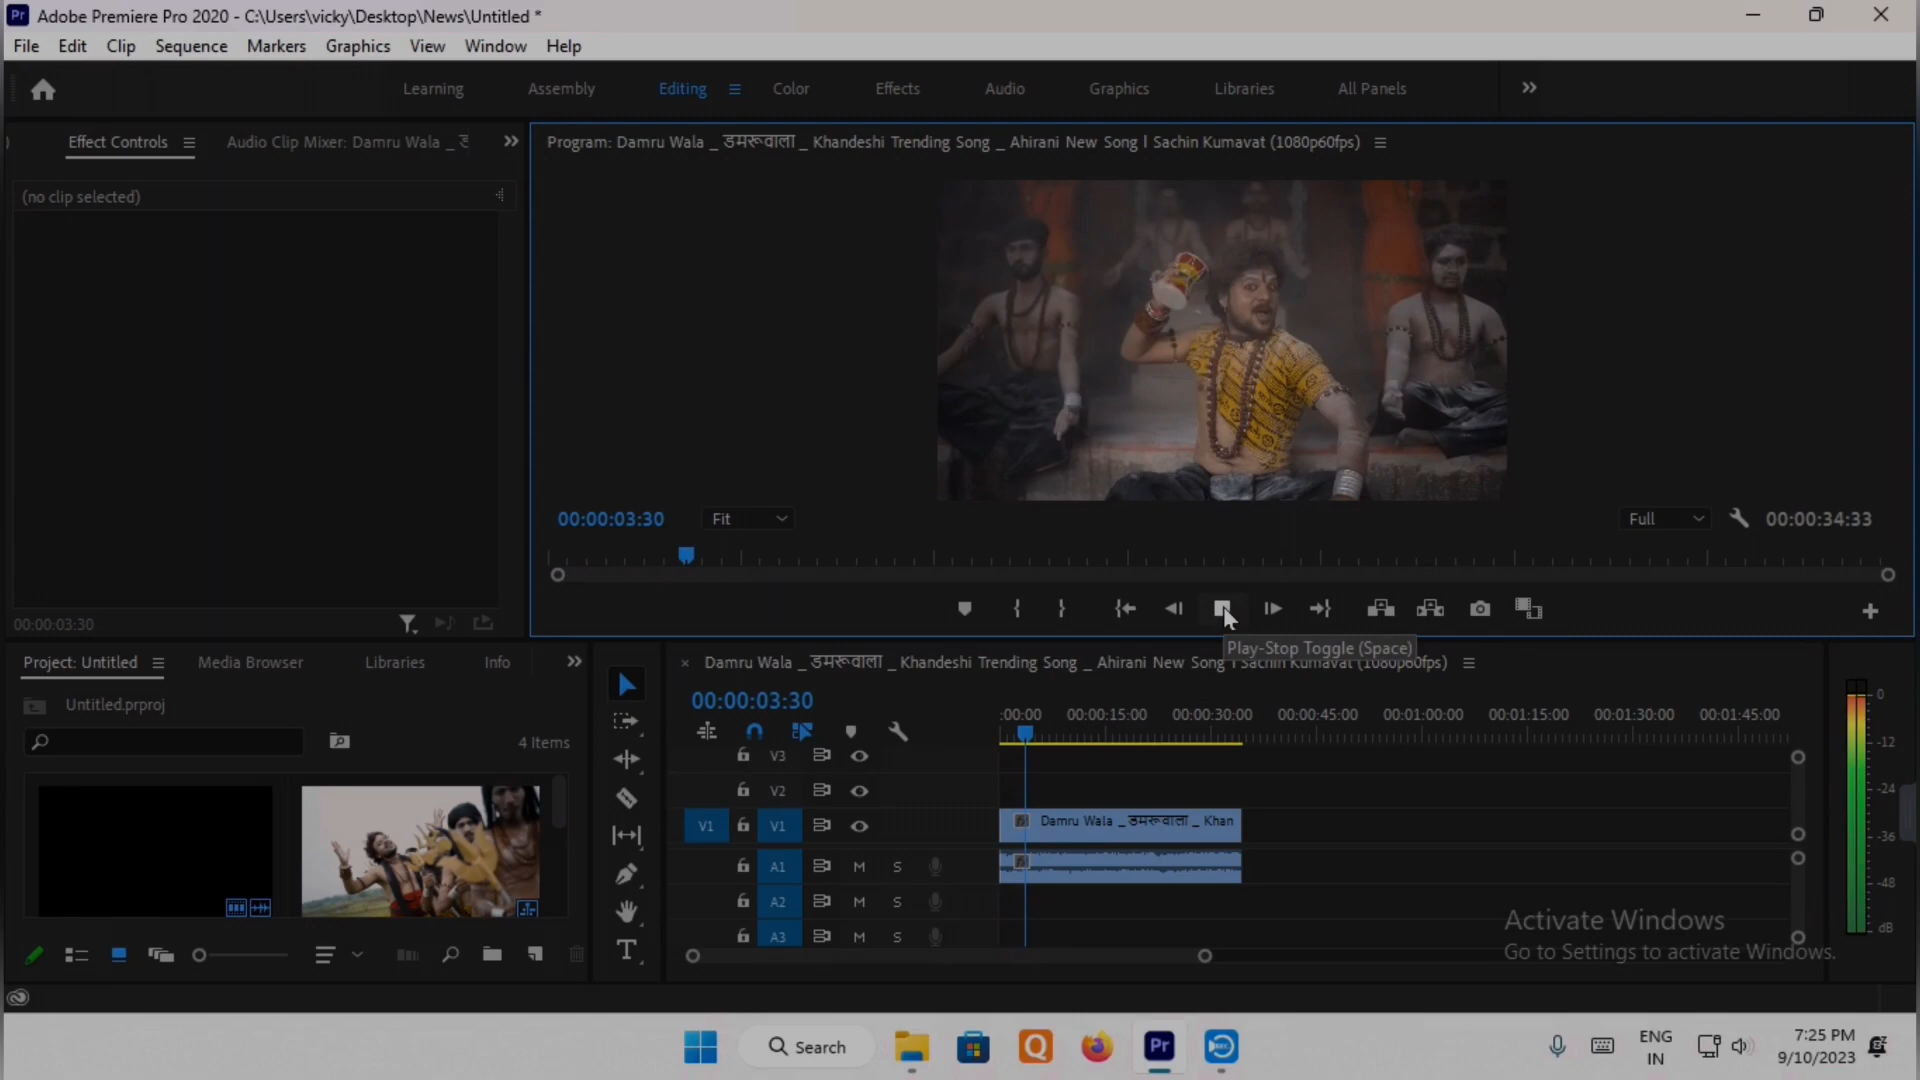 Adobe Premiere Pro 2020 - C:\Users\vicky\Desktop\News\Untitled *
File Edit Clip Sequence Markers Graphics View Window Help
Learning Assembly Editing Color Effects Audio Graphics Libraries All Panels
Effect Controls Audio Clip Mixer: Damru Wala _
Program: Damru Wala _ डमरूवाला _ Khandeshi Trending Song _ Ahirani New Song l Sachin Kumavat (1080p60fps)
(no clip selected)
00:00:03:30 Fit Full 00:00:34:33
00:00:03:30
Play-Stop Toggle (Space)
Project: Untitled Media Browser Libraries Info
Damru Wala _ डमरूवाला _ Khandeshi Trending Song _ Ahirani New Song l Sachin Kumavat (1080p60fps)
Untitled.prproj
00:00:03:30
:00:00 00:00:15:00 00:00:30:00 00:00:45:00 00:01:00:00 00:01:15:00 00:01:30:00 00:01:45:00
4 Items
V3
V2
V1 V1 Damru Wala _ डमरूवाला _ Khan
A1 M S
A2 M S
A3 M S
0
-12
-24
-36
-48
dB
Activate Windows
Go to Settings to activate Windows.
Search
Pr
ENG
IN
7:25 PM
9/10/2023